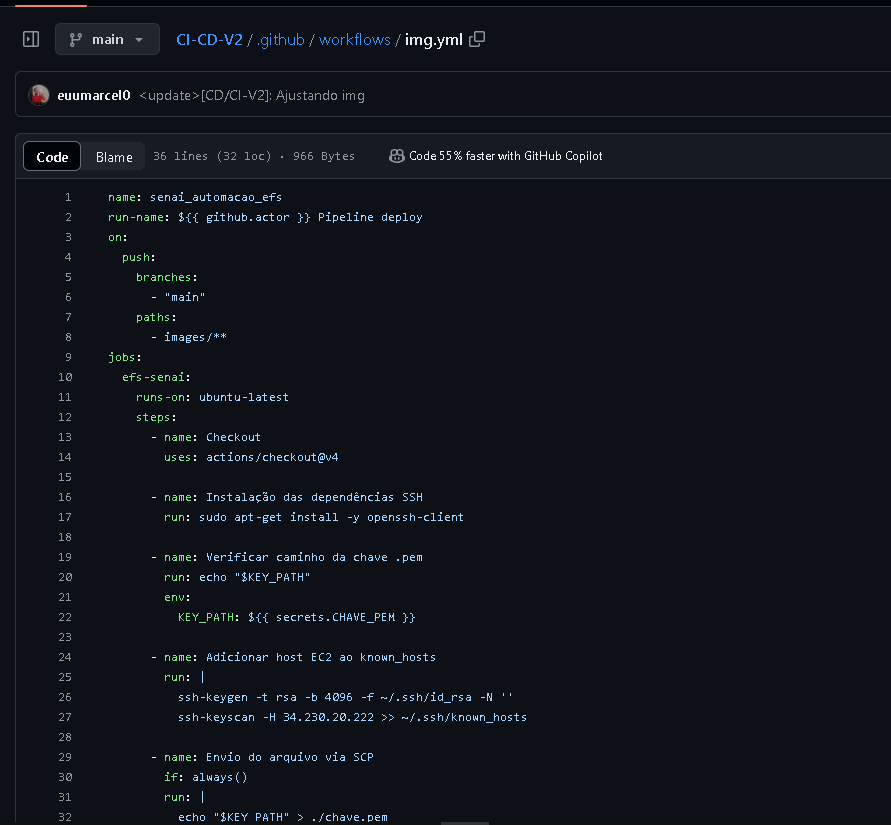 main CI-CD-V2 / .github / workflows / img.yml
euumarcel0 <update>[CD/CI-V2]: Ajustando img
Code Blame 36 lines (32 loc) · 966 Bytes Code 55% faster with GitHub Copilot
1 name: senai_automacao_efs
2 run-name: ${{ github.actor }} Pipeline deploy
3 on:
4 push:
5 branches:
6 - "main"
7 paths:
8 - images/**
9 jobs:
10 efs-senai:
11 runs-on: ubuntu-latest
12 steps:
13 - name: Checkout
14 uses: actions/checkout@v4
15
16 - name: Instalação das dependências SSH
17 run: sudo apt-get install -y openssh-client
18
19 - name: Verificar caminho da chave .pem
20 run: echo "$KEY_PATH"
21 env:
22 KEY_PATH: ${{ secrets.CHAVE_PEM }}
23
24 - name: Adicionar host EC2 ao known_hosts
25 run: |
26 ssh-keygen -t rsa -b 4096 -f ~/.ssh/id_rsa -N ''
27 ssh-keyscan -H 34.230.20.222 >> ~/.ssh/known_hosts
28
29 - name: Envio do arquivo via SCP
30 if: always()
31 run: |
32 echo "$KEY_PATH" > ./chave.pem